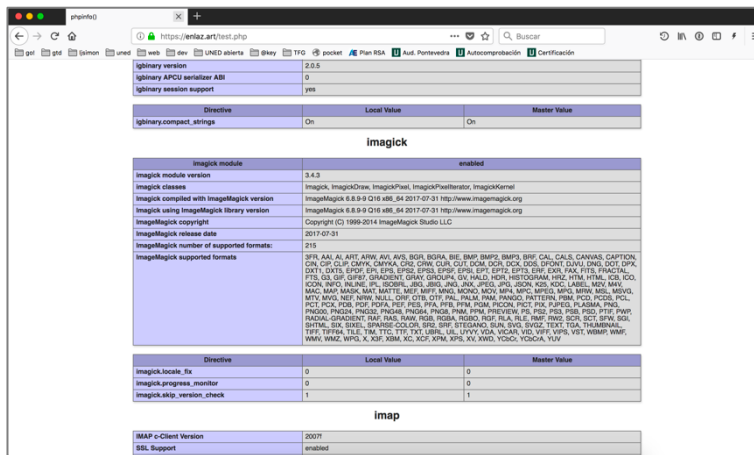 phpinfo()
https://enlaz.art/test.php
Buscar
gol gtd ljsimon uned web dev UNED abierta @key TFG pocket Plan RSA Aud. Pontevedra Autocomprobación Certificación
igbinary version 2.0.5
igbinary APCU serializer ABI 0
igbinary session support yes
Directive Local Value Master Value
igbinary.compact_strings On On
imagick
imagick module enabled
imagick module version 3.4.3
imagick classes Imagick, ImagickDraw, ImagickPixel, ImagickPixelIterator, ImagickKernel
Imagick compiled with ImageMagick version ImageMagick 6.8.9-9 Q16 x86_64 2017-07-31 http://www.imagemagick.org
Imagick using ImageMagick library version ImageMagick 6.8.9-9 Q16 x86_64 2017-07-31 http://www.imagemagick.org
ImageMagick copyright Copyright (C) 1999-2014 ImageMagick Studio LLC
ImageMagick release date 2017-07-31
ImageMagick number of supported formats: 215
ImageMagick supported formats 3FR, AAI, AI, ART, ARW, AVI, AVS, BGR, BGRA, BIE, BMP, BMP2, BMP3, BRF, CAL, CALS, CANVAS, CAPTION,
CIN, CIP, CLIP, CMYK, CMYKA, CR2, CRW, CUR, CUT, DCM, DCR, DCX, DDS, DFONT, DJVU, DNG, DOT, DPX,
DXT1, DXT5, EPDF, EPI, EPS, EPS2, EPS3, EPSF, EPSI, EPT, EPT2, EPT3, ERF, EXR, FAX, FITS, FRACTAL,
FTS, G3, GIF, GIF87, GRADIENT, GRAY, GROUP4, GV, HALD, HDR, HISTOGRAM, HRZ, HTM, HTML, ICB, ICO,
ICON, INFO, INLINE, IPL, ISOBRL, JBG, JBIG, JNG, JNX, JPEG, JPG, JSON, K25, KDC, LABEL, M2V, M4V,
MAC, MAP, MASK, MAT, MATTE, MEF, MIFF, MNG, MONO, MOV, MP4, MPC, MPEG, MPG, MRW, MSL, MSVG,
MTV, MVG, NEF, NRW, NULL, ORF, OTB, OTF, PAL, PALM, PAM, PANGO, PATTERN, PBM, PCD, PCDS, PCL,
PCT, PCX, PDB, PDF, PDFA, PEF, PES, PFA, PFB, PFM, PGM, PICON, PICT, PIX, PJPEG, PLASMA, PNG,
PNG00, PNG24, PNG32, PNG48, PNG64, PNG8, PNM, PPM, PREVIEW, PS, PS2, PS3, PSB, PSD, PTIF, PWP,
RADIAL-GRADIENT, RAF, RAS, RAW, RGB, RGBA, RGBO, RGF, RLA, RLE, RMF, RW2, SCR, SCT, SFW, SGI,
SHTML, SIX, SIXEL, SPARSE-COLOR, SR2, SRF, STEGANO, SUN, SVG, SVGZ, TEXT, TGA, THUMBNAIL,
TIFF, TIFF64, TILE, TIM, TTC, TTF, TXT, UBRL, UIL, UYVY, VDA, VICAR, VID, VIFF, VIPS, VST, WBMP, WMF,
WMV, WMZ, WPG, X, X3F, XBM, XC, XCF, XPM, XPS, XV, XWD, YCbCr, YCbCrA, YUV
Directive Local Value Master Value
imagick.locale_fix 0 0
imagick.progress_monitor 0 0
imagick.skip_version_check 1 1
imap
IMAP c-Client Version 2007f
SSL Support enabled